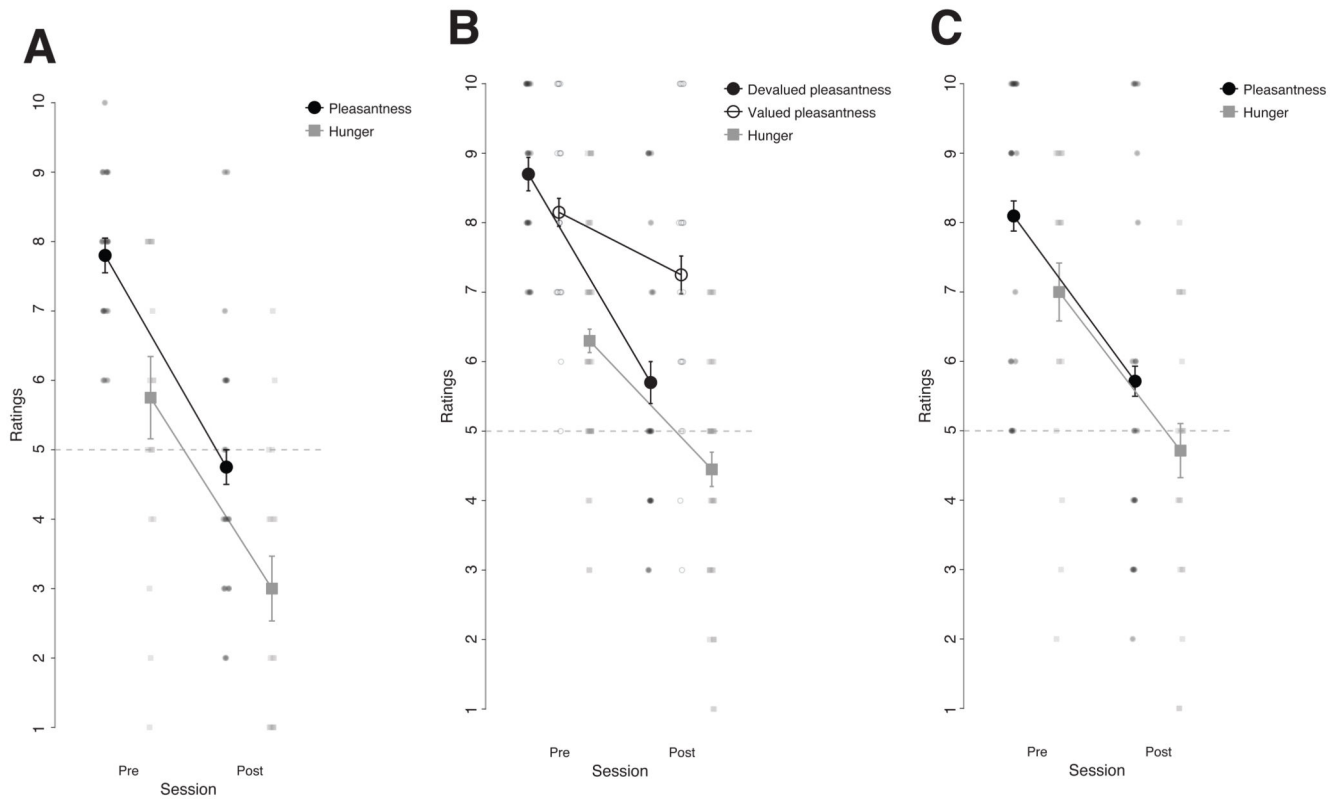 A
Pleasantness
Hunger
10
9
8
7
6
5
4
3
2
1
Ratings
Pre
Post
Session
B
Devalued pleasantness
Valued pleasantness
Hunger
10
9
8
7
6
5
4
3
2
1
Ratings
Pre
Post
Session
C
Pleasantness
Hunger
10
9
8
7
6
5
4
3
2
1
Ratings
Pre
Post
Session